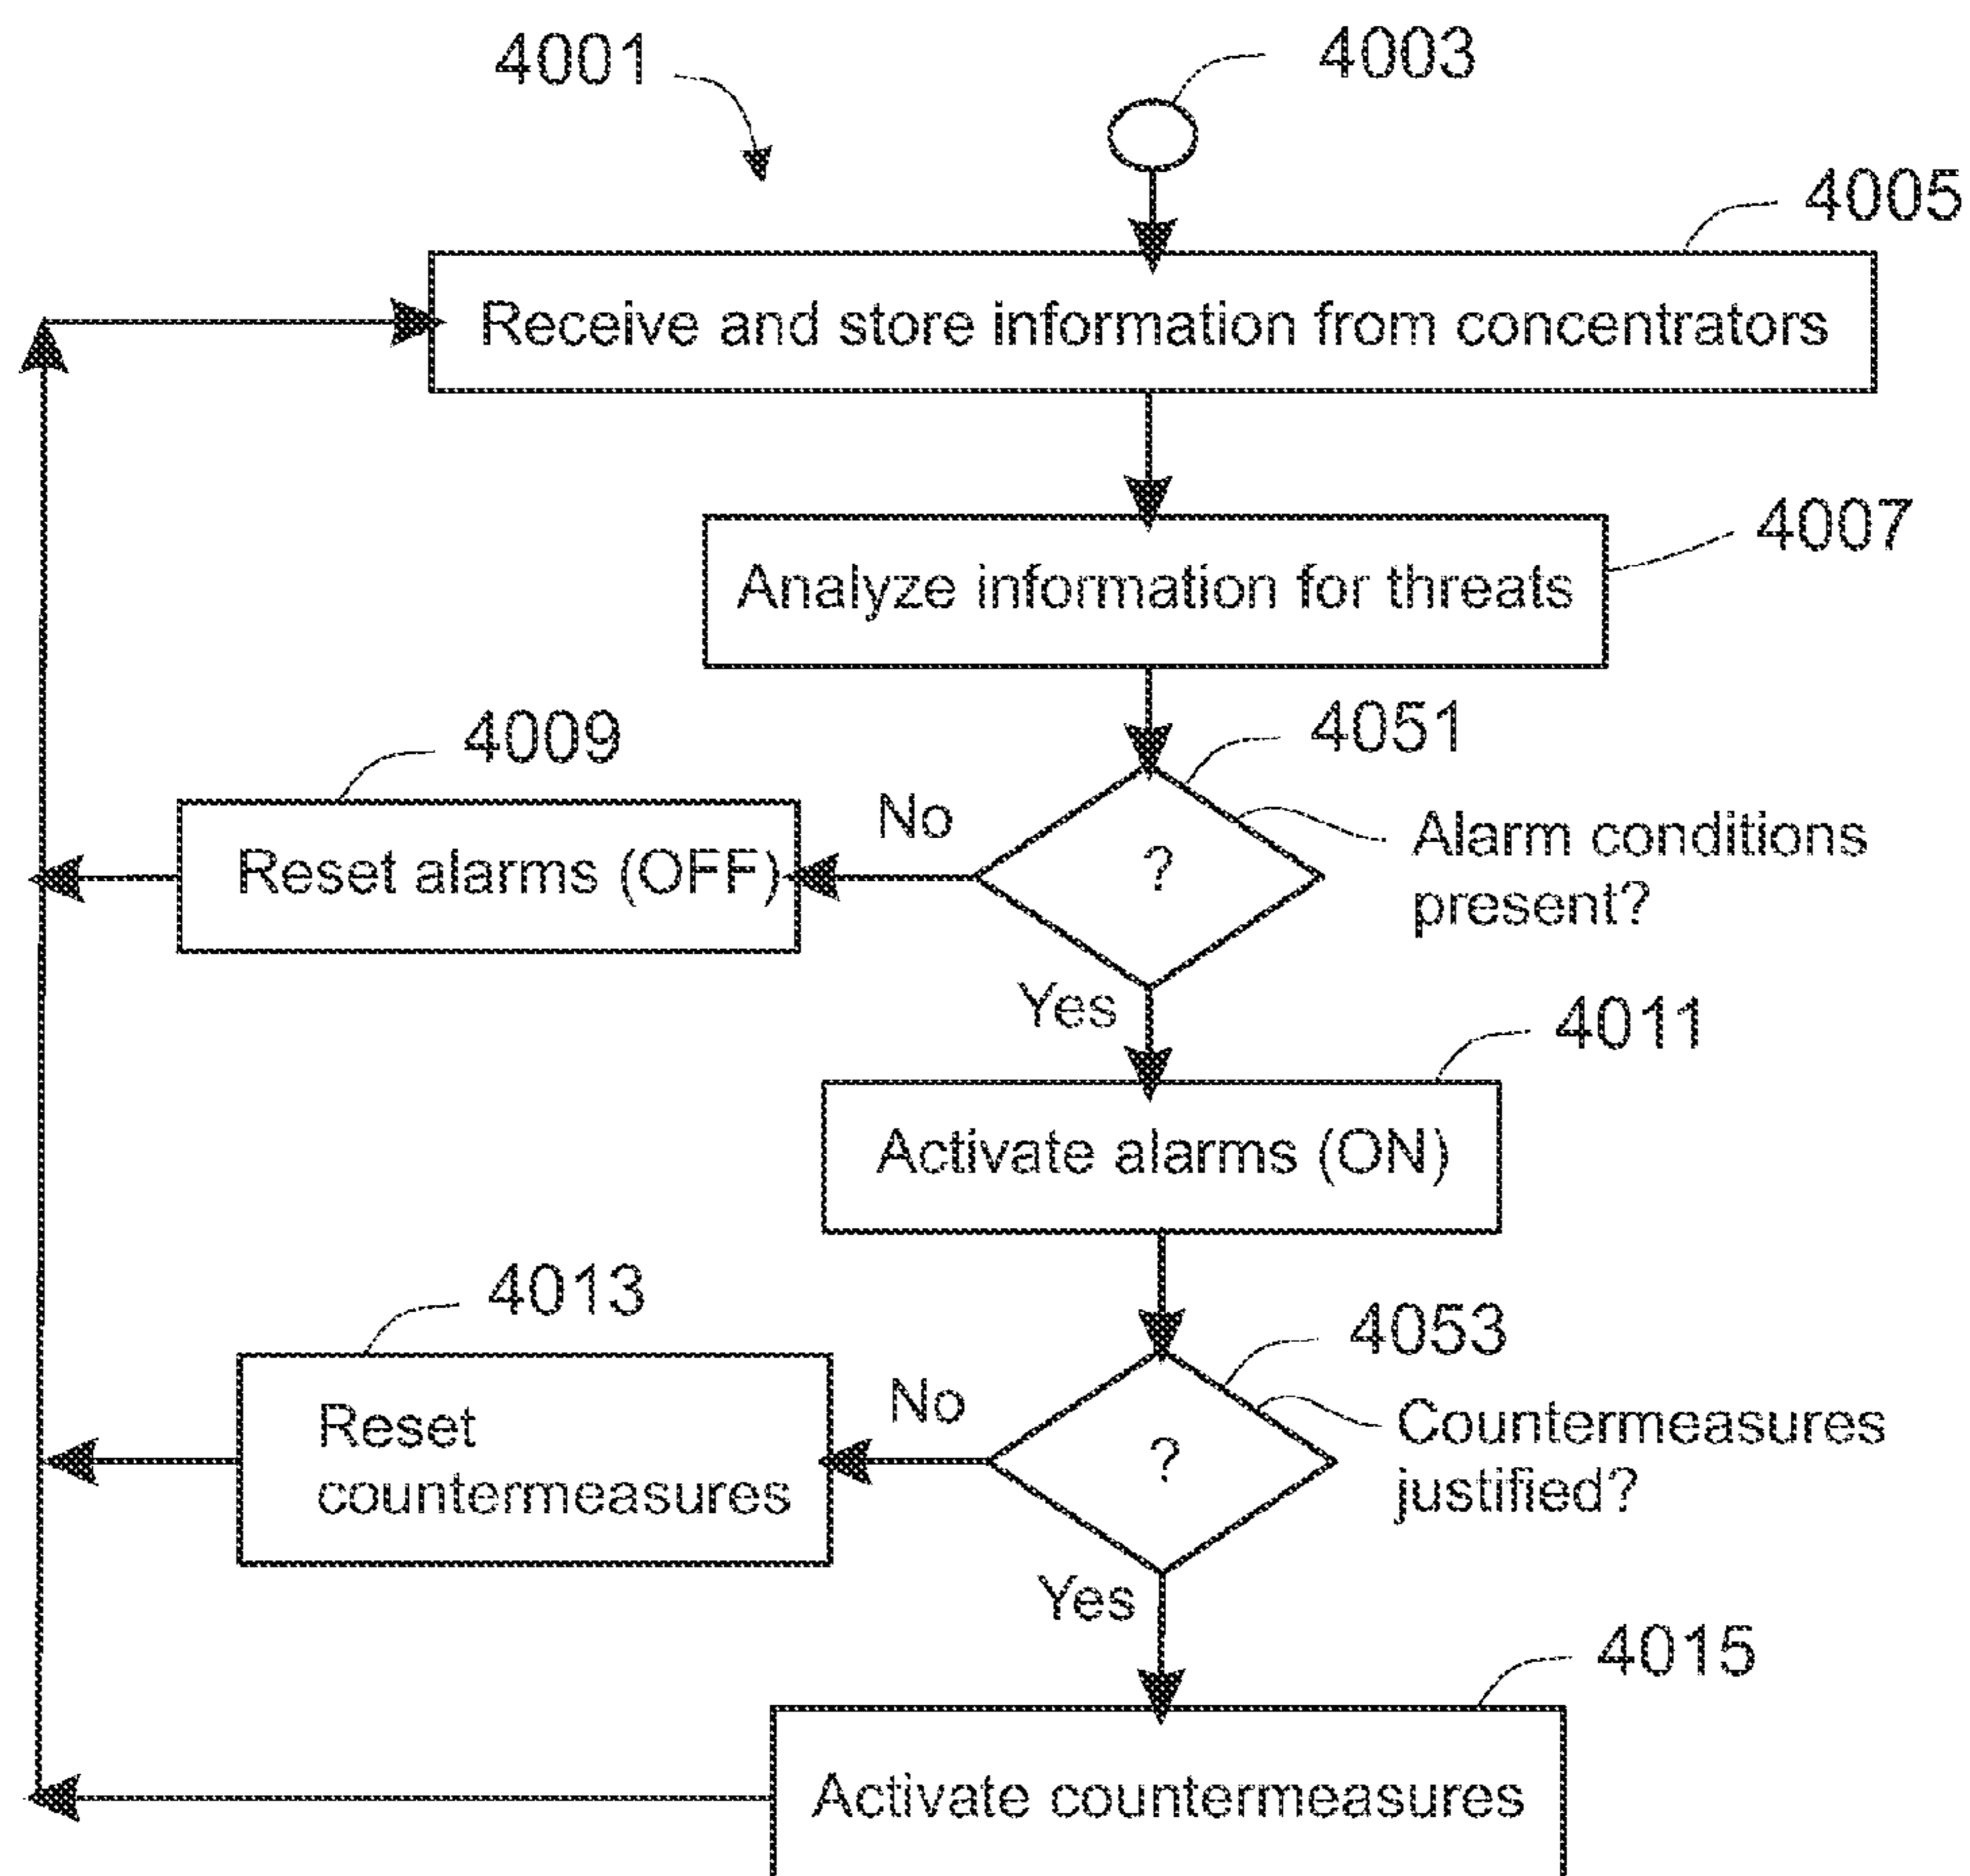 4001
4003
4005
Receive and store information from concentrators
4007
Analyze information for threats
4051
4009
No
Alarm conditions
present?
Reset alarms (OFF)
?
Yes
4011
Activate alarms (ON)
4013
4053
No
Countermeasures
justified?
Reset
countermeasures
?
Yes
4015
Activate countermeasures